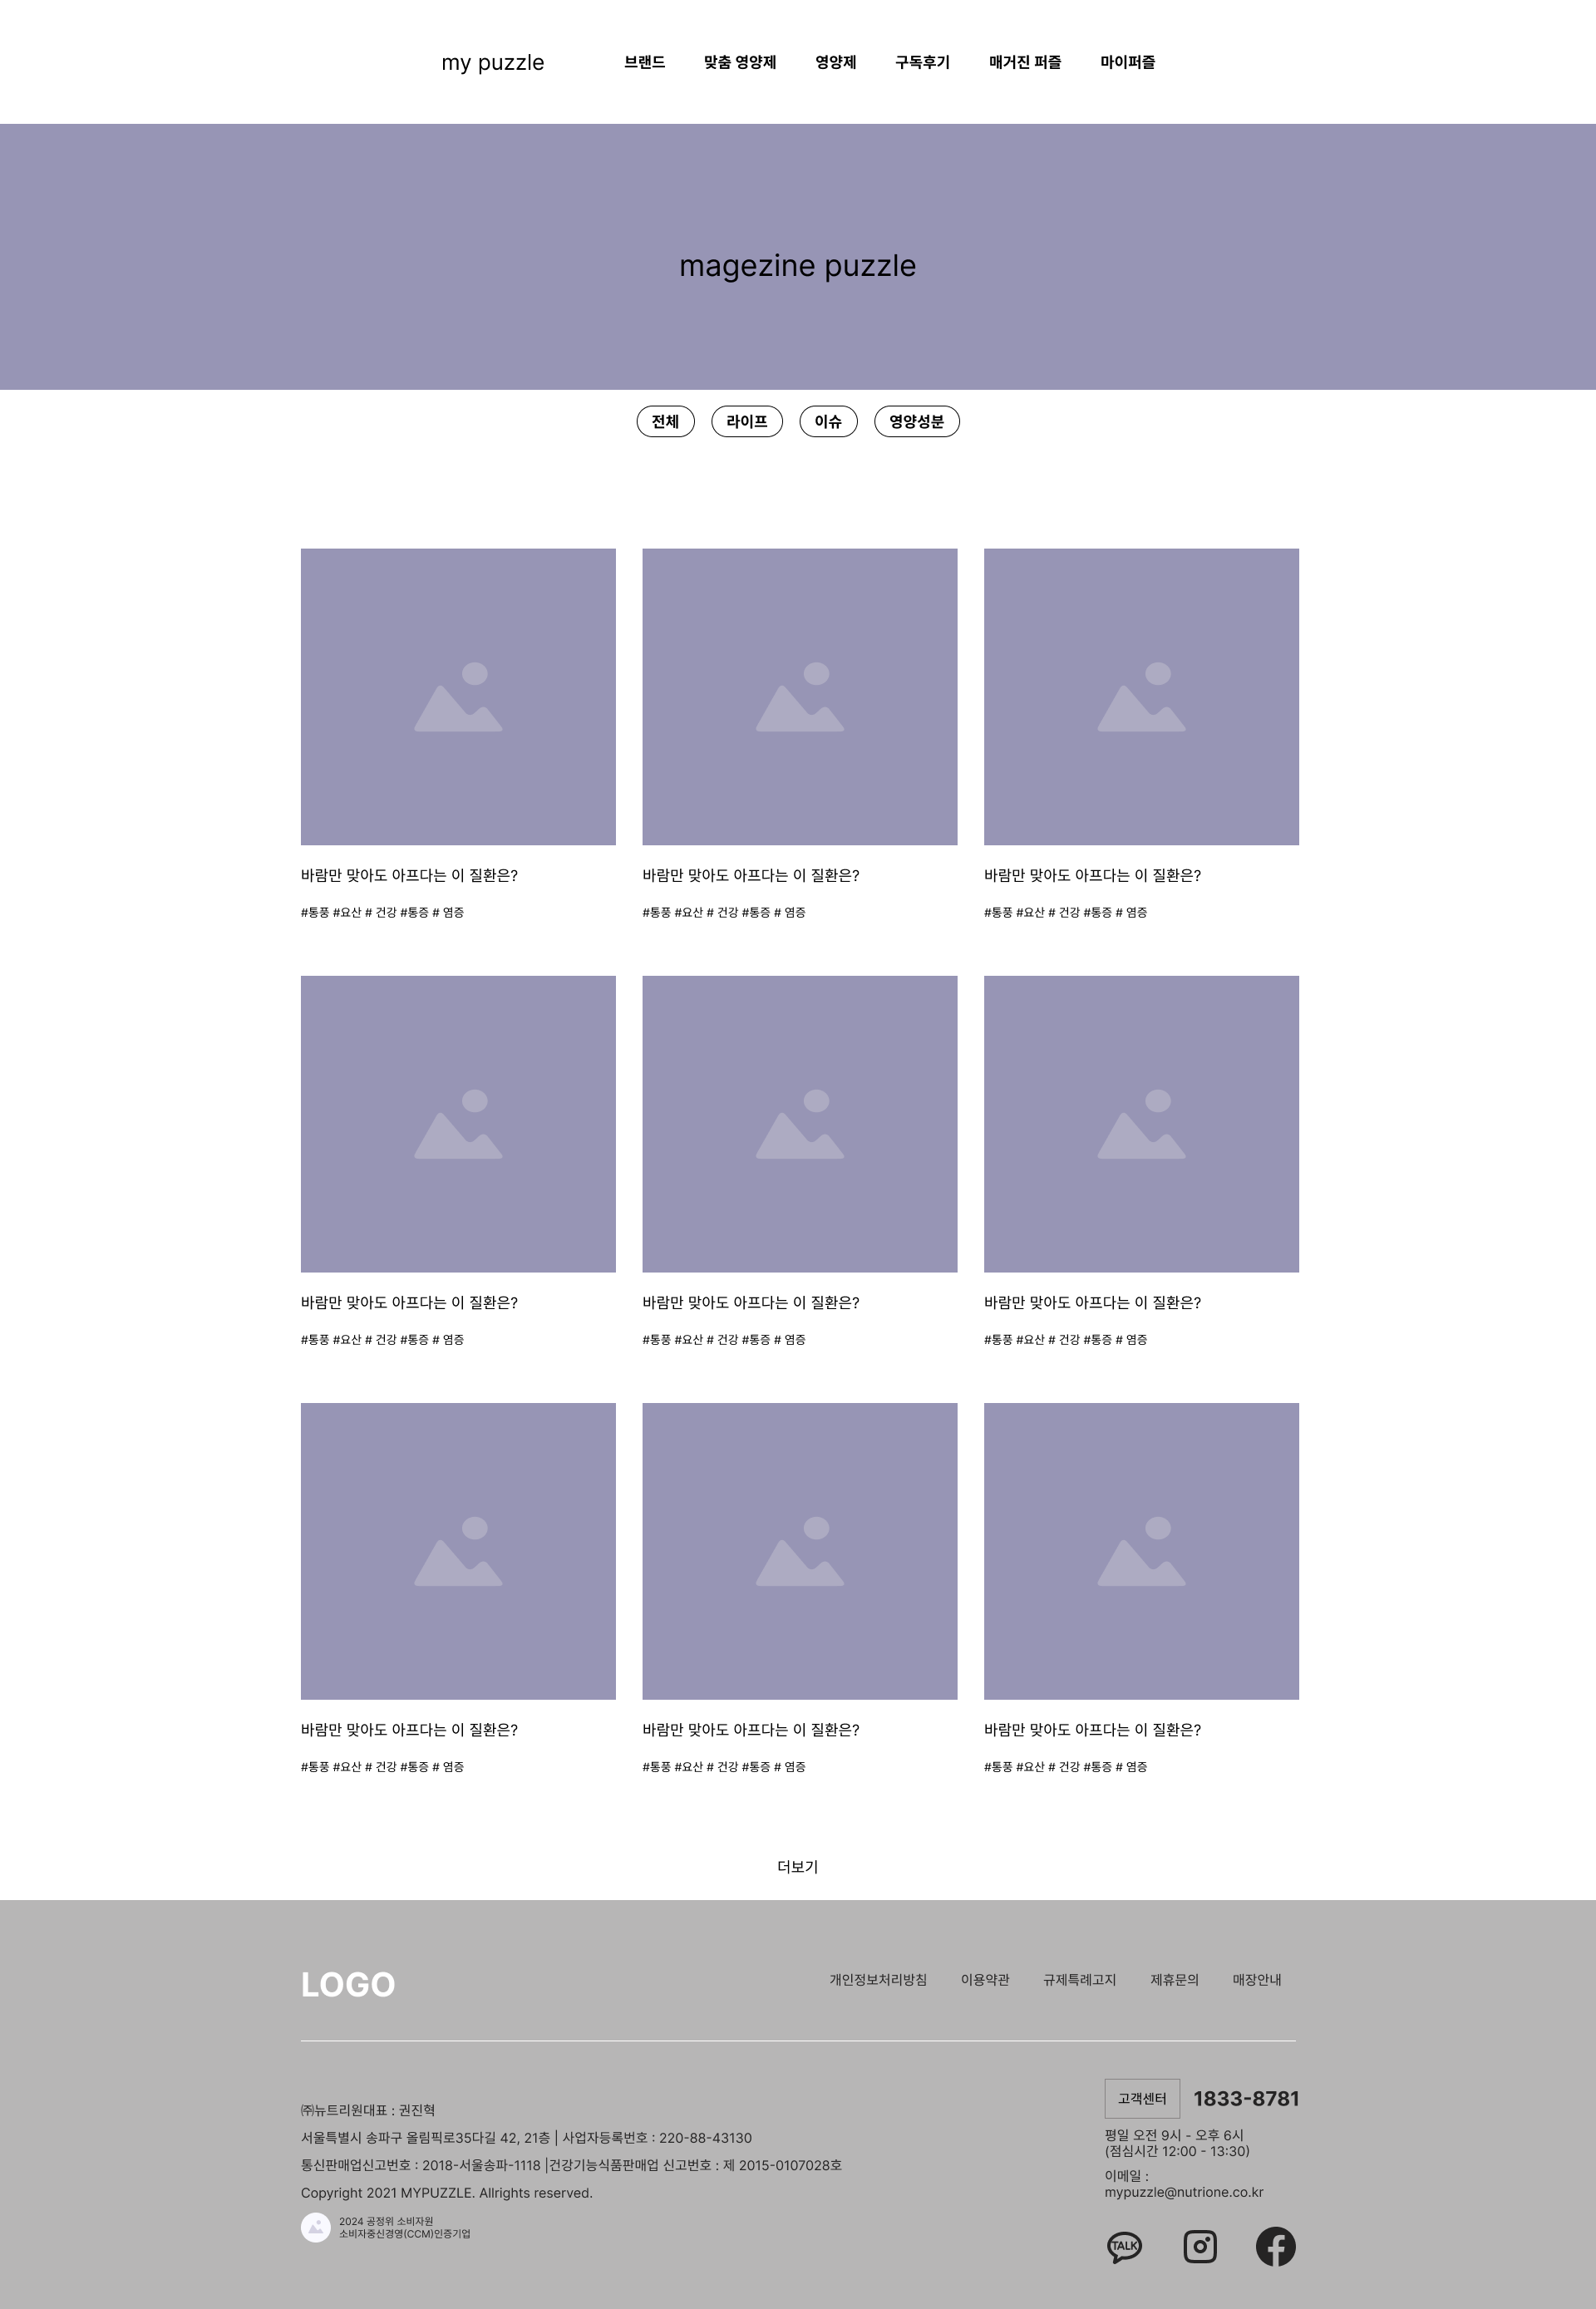 my puzzle 브랜드 맞춤 영양제 영양제 구독후기 매거진 퍼즐 마이퍼즐
magezine puzzle
전체 라이프 이슈 영양성분
바람만 맞아도 아프다는 이 질환은? 바람만 맞아도 아프다는 이 질환은? 바람만 맞아도 아프다는 이 질환은?
#통풍 #요산 # 건강 #통증 # 염증 #통풍 #요산 # 건강 #통증 # 염증 #통풍 #요산 # 건강 #통증 # 염증
바람만 맞아도 아프다는 이 질환은? 바람만 맞아도 아프다는 이 질환은? 바람만 맞아도 아프다는 이 질환은?
#통풍 #요산 # 건강 #통증 # 염증 #통풍 #요산 # 건강 #통증 # 염증 #통풍 #요산 # 건강 #통증 # 염증
바람만 맞아도 아프다는 이 질환은? 바람만 맞아도 아프다는 이 질환은? 바람만 맞아도 아프다는 이 질환은?
#통풍 #요산 # 건강 #통증 # 염증 #통풍 #요산 # 건강 #통증 # 염증 #통풍 #요산 # 건강 #통증 # 염증
더보기
LOGO 개인정보처리방침 이용약관 규제특례고지 제휴문의 매장안내
㈜뉴트리원대표 : 권진혁
서울특별시 송파구 올림픽로35다길 42, 21층 | 사업자등록번호 : 220-88-43130
통신판매업신고번호 : 2018-서울송파-1118 |건강기능식품판매업 신고번호 : 제 2015-0107028호
Copyright 2021 MYPUZZLE. Allrights reserved.
2024 공정위 소비자원
소비자중신경영(CCM)인증기업
고객센터 1833-8781
평일 오전 9시 - 오후 6시
(점심시간 12:00 - 13:30)
이메일 :
mypuzzle@nutrione.co.kr
TALK